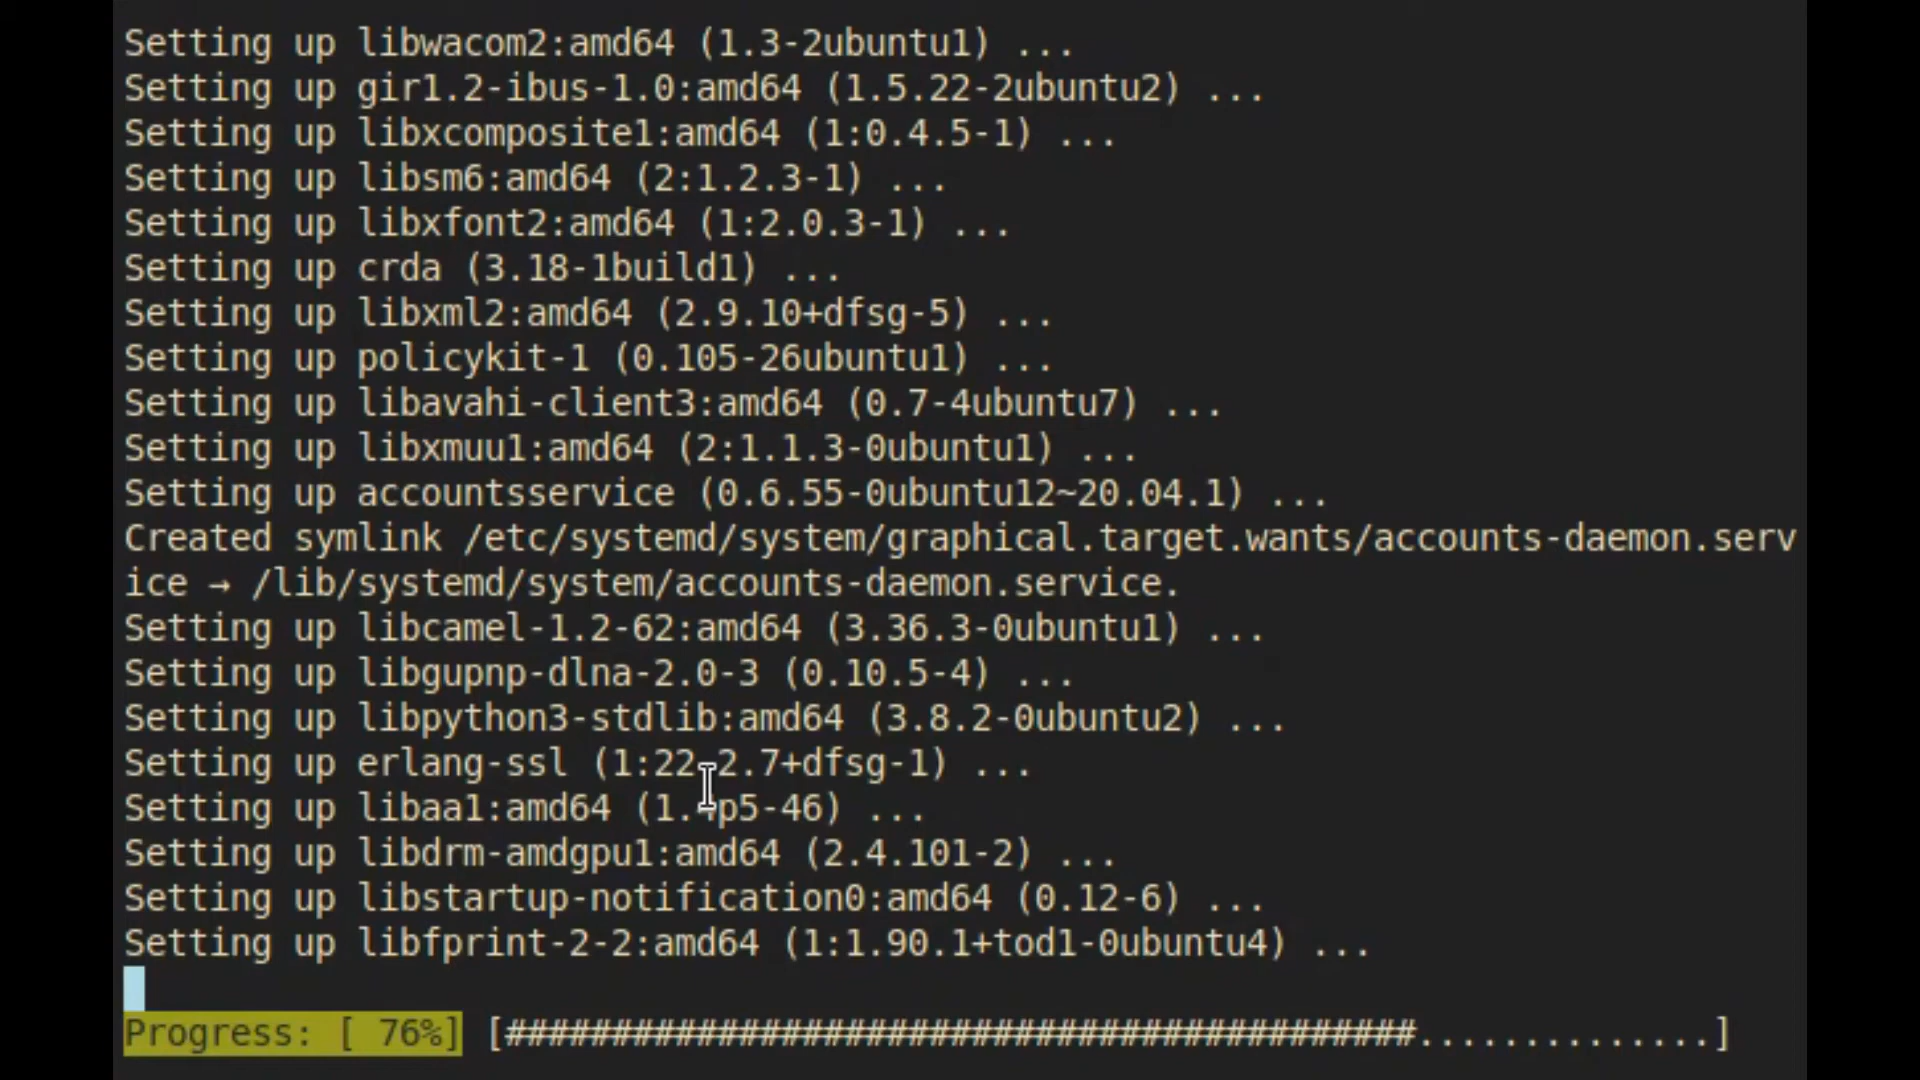 Setting up libwacom2:amd64 (1.3-2ubuntu1) ...
Setting up gir1.2-ibus-1.0:amd64 (1.5.22-2ubuntu2) ...
Setting up libxcomposite1:amd64 (1:0.4.5-1) ...
Setting up libsm6:amd64 (2:1.2.3-1) ...
Setting up libxfont2:amd64 (1:2.0.3-1) ...
Setting up crda (3.18-1build1) ...
Setting up libxml2:amd64 (2.9.10+dfsg-5) ...
Setting up policykit-1 (0.105-26ubuntu1) ...
Setting up libavahi-client3:amd64 (0.7-4ubuntu7) ...
Setting up libxmuu1:amd64 (2:1.1.3-0ubuntu1) ...
Setting up accountsservice (0.6.55-0ubuntu12~20.04.1) ...
Created symlink /etc/systemd/system/graphical.target.wants/accounts-daemon.serv
ice → /lib/systemd/system/accounts-daemon.service.
Setting up libcamel-1.2-62:amd64 (3.36.3-0ubuntu1) ...
Setting up libgupnp-dlna-2.0-3 (0.10.5-4) ...
Setting up libpython3-stdlib:amd64 (3.8.2-0ubuntu2) ...
Setting up erlang-ssl (1:22.2.7+dfsg-1) ...
Setting up libaa1:amd64 (1.4p5-46) ...
Setting up libdrm-amdgpu1:amd64 (2.4.101-2) ...
Setting up libstartup-notification0:amd64 (0.12-6) ...
Setting up libfprint-2-2:amd64 (1:1.90.1+tod1-0ubuntu4) ...
Progress: [ 76%] [###########################################..............]